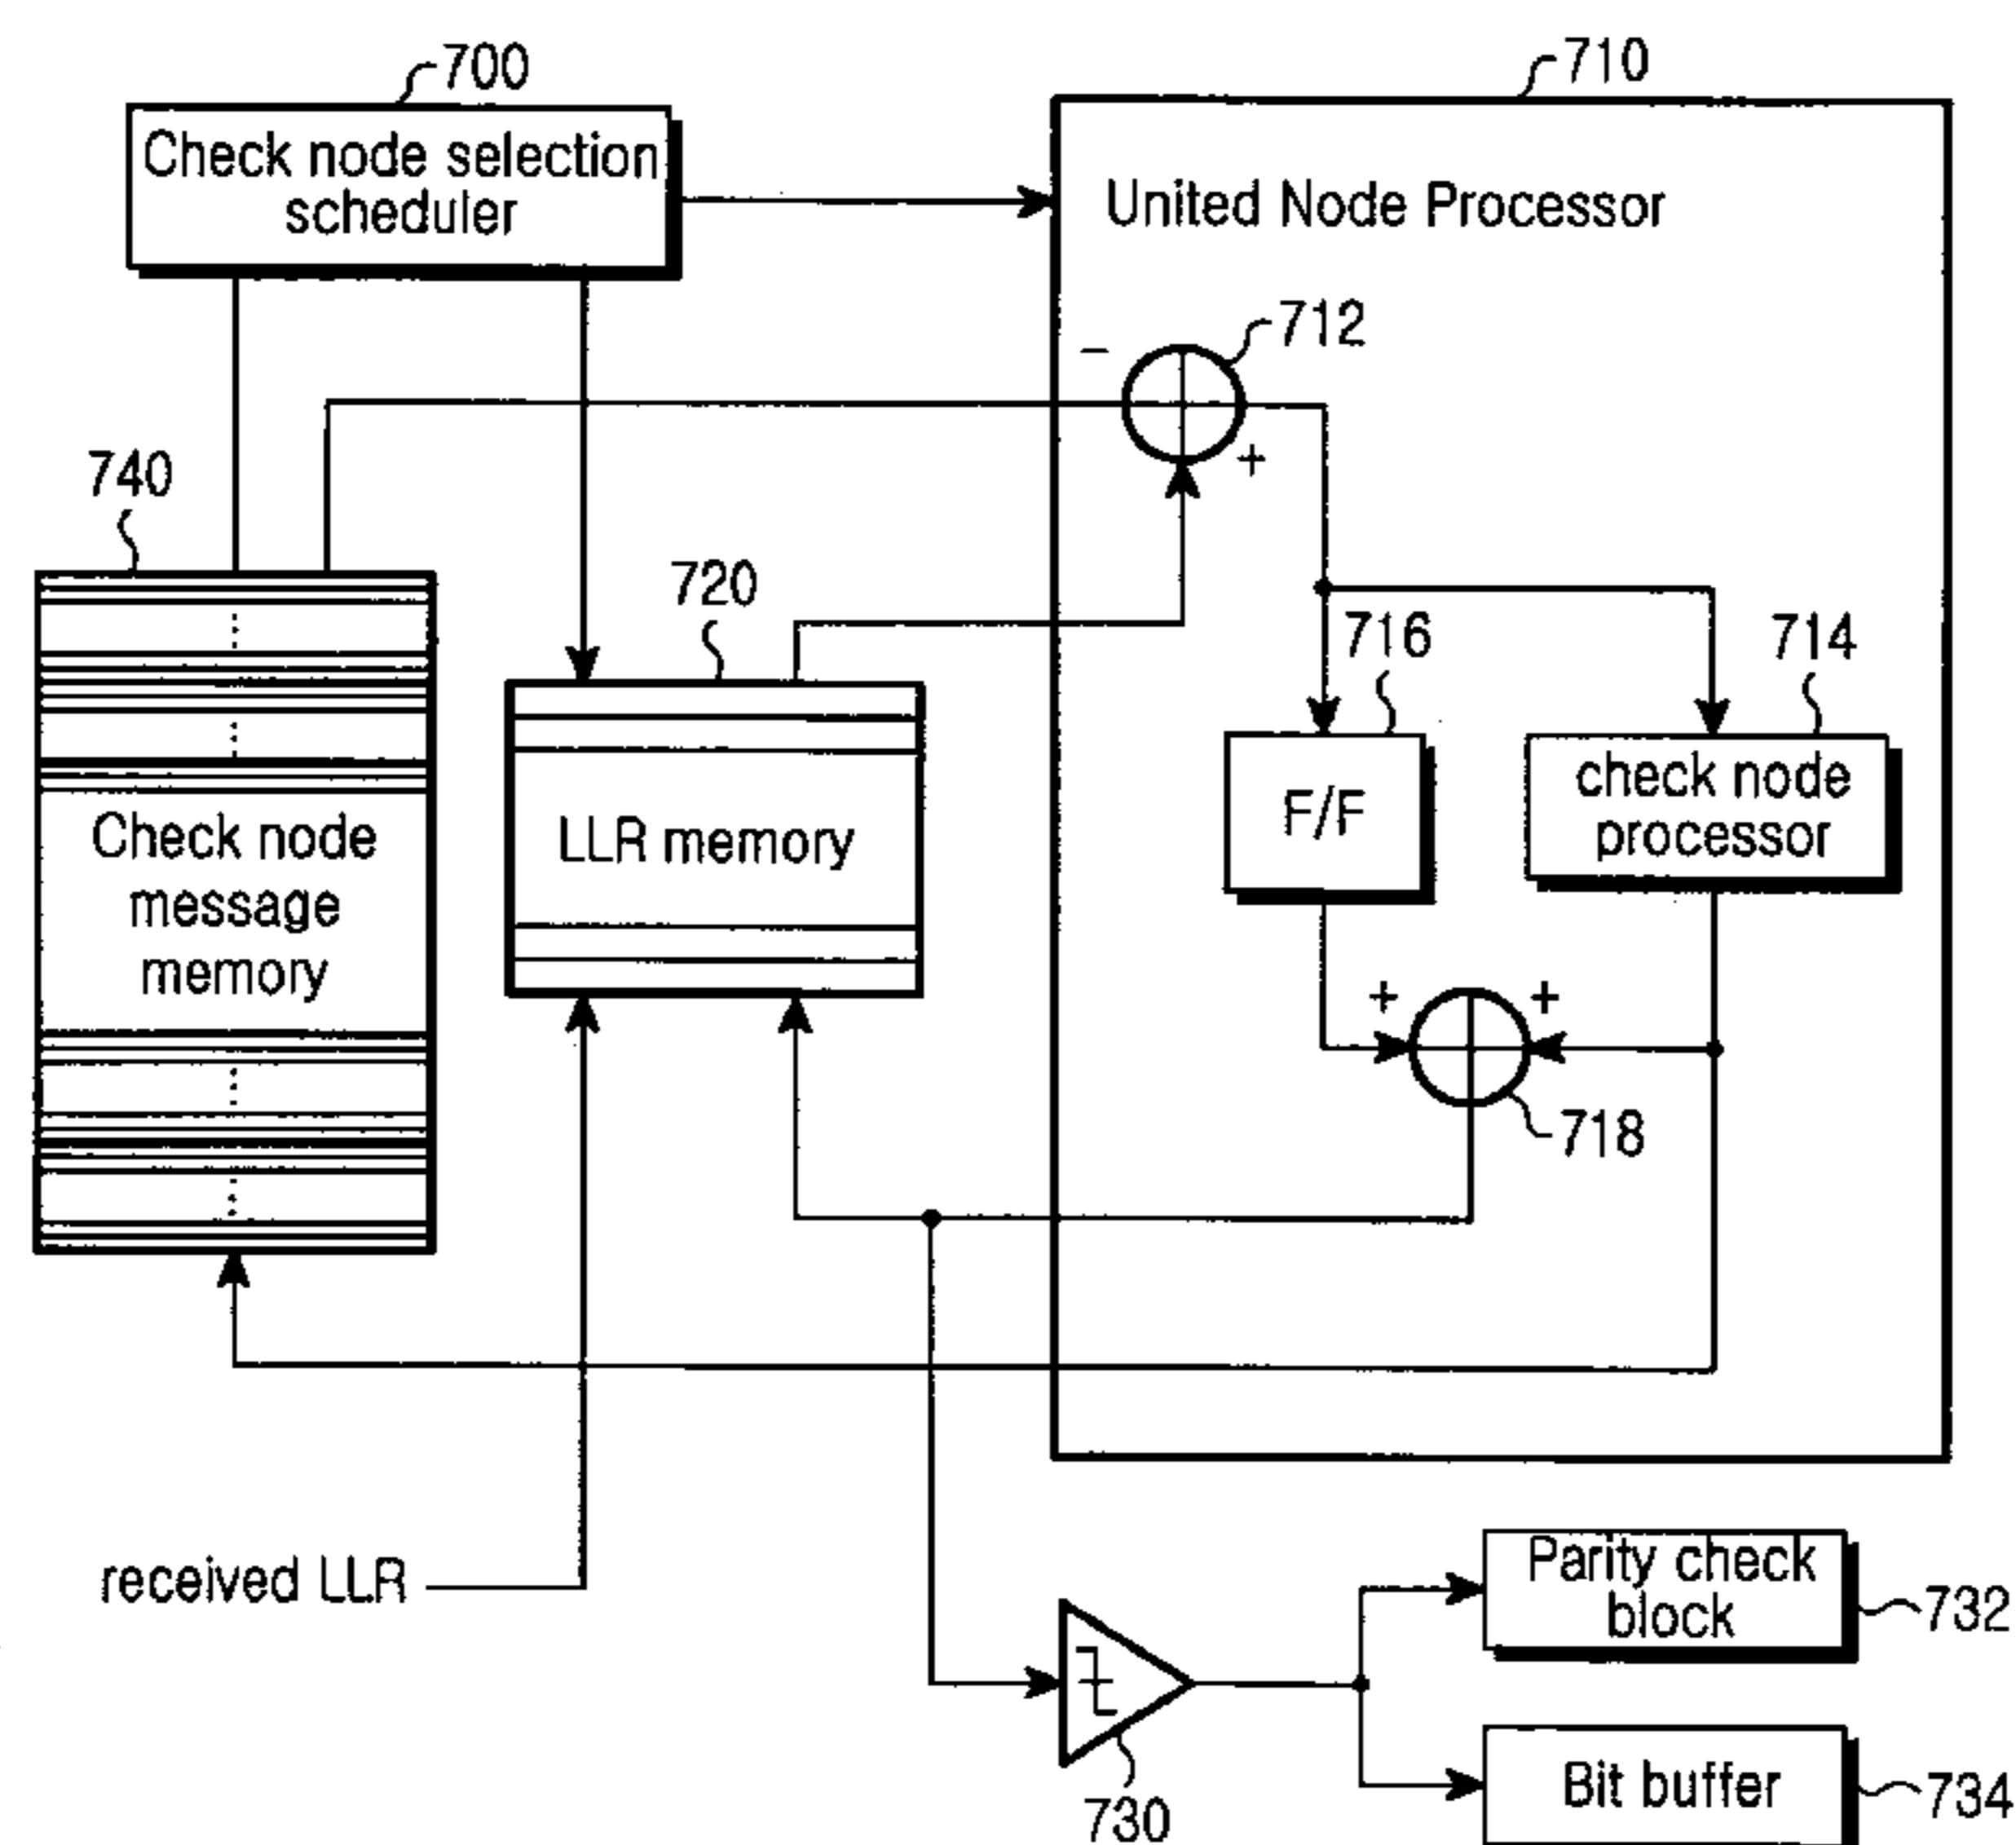 700
710
Check node selection
scheduler
United Node Processor
712
-
+
740
720
716
714
Check node
message
memory
LLR memory
F/F
check node
processor
+
+
718
received LLR
Parity check
block
732
730
Bit buffer
734